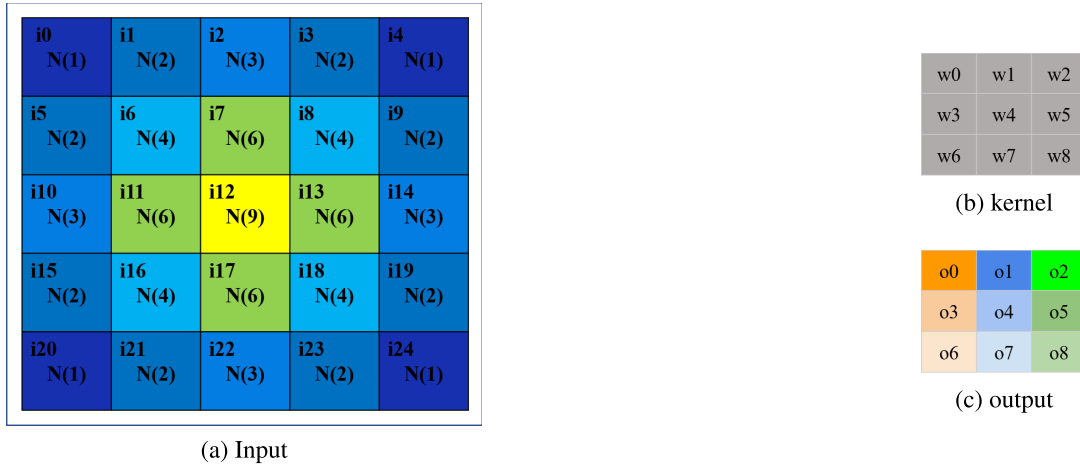 i0 i1 i2 i3 i4
N(1) N(2) N(3) N(2) N(1)
i5 i6 i7 i8 i9
N(2) N(4) N(6) N(4) N(2)
i10 i11 i12 i13 i14
N(3) N(6) N(9) N(6) N(3)
i15 i16 i17 i18 i19
N(2) N(4) N(6) N(4) N(2)
i20 i21 i22 i23 i24
N(1) N(2) N(3) N(2) N(1)
(a) Input
w0 w1 w2
w3 w4 w5
w6 w7 w8
(b) kernel
o0 o1 o2
o3 o4 o5
o6 o7 o8
(c) output